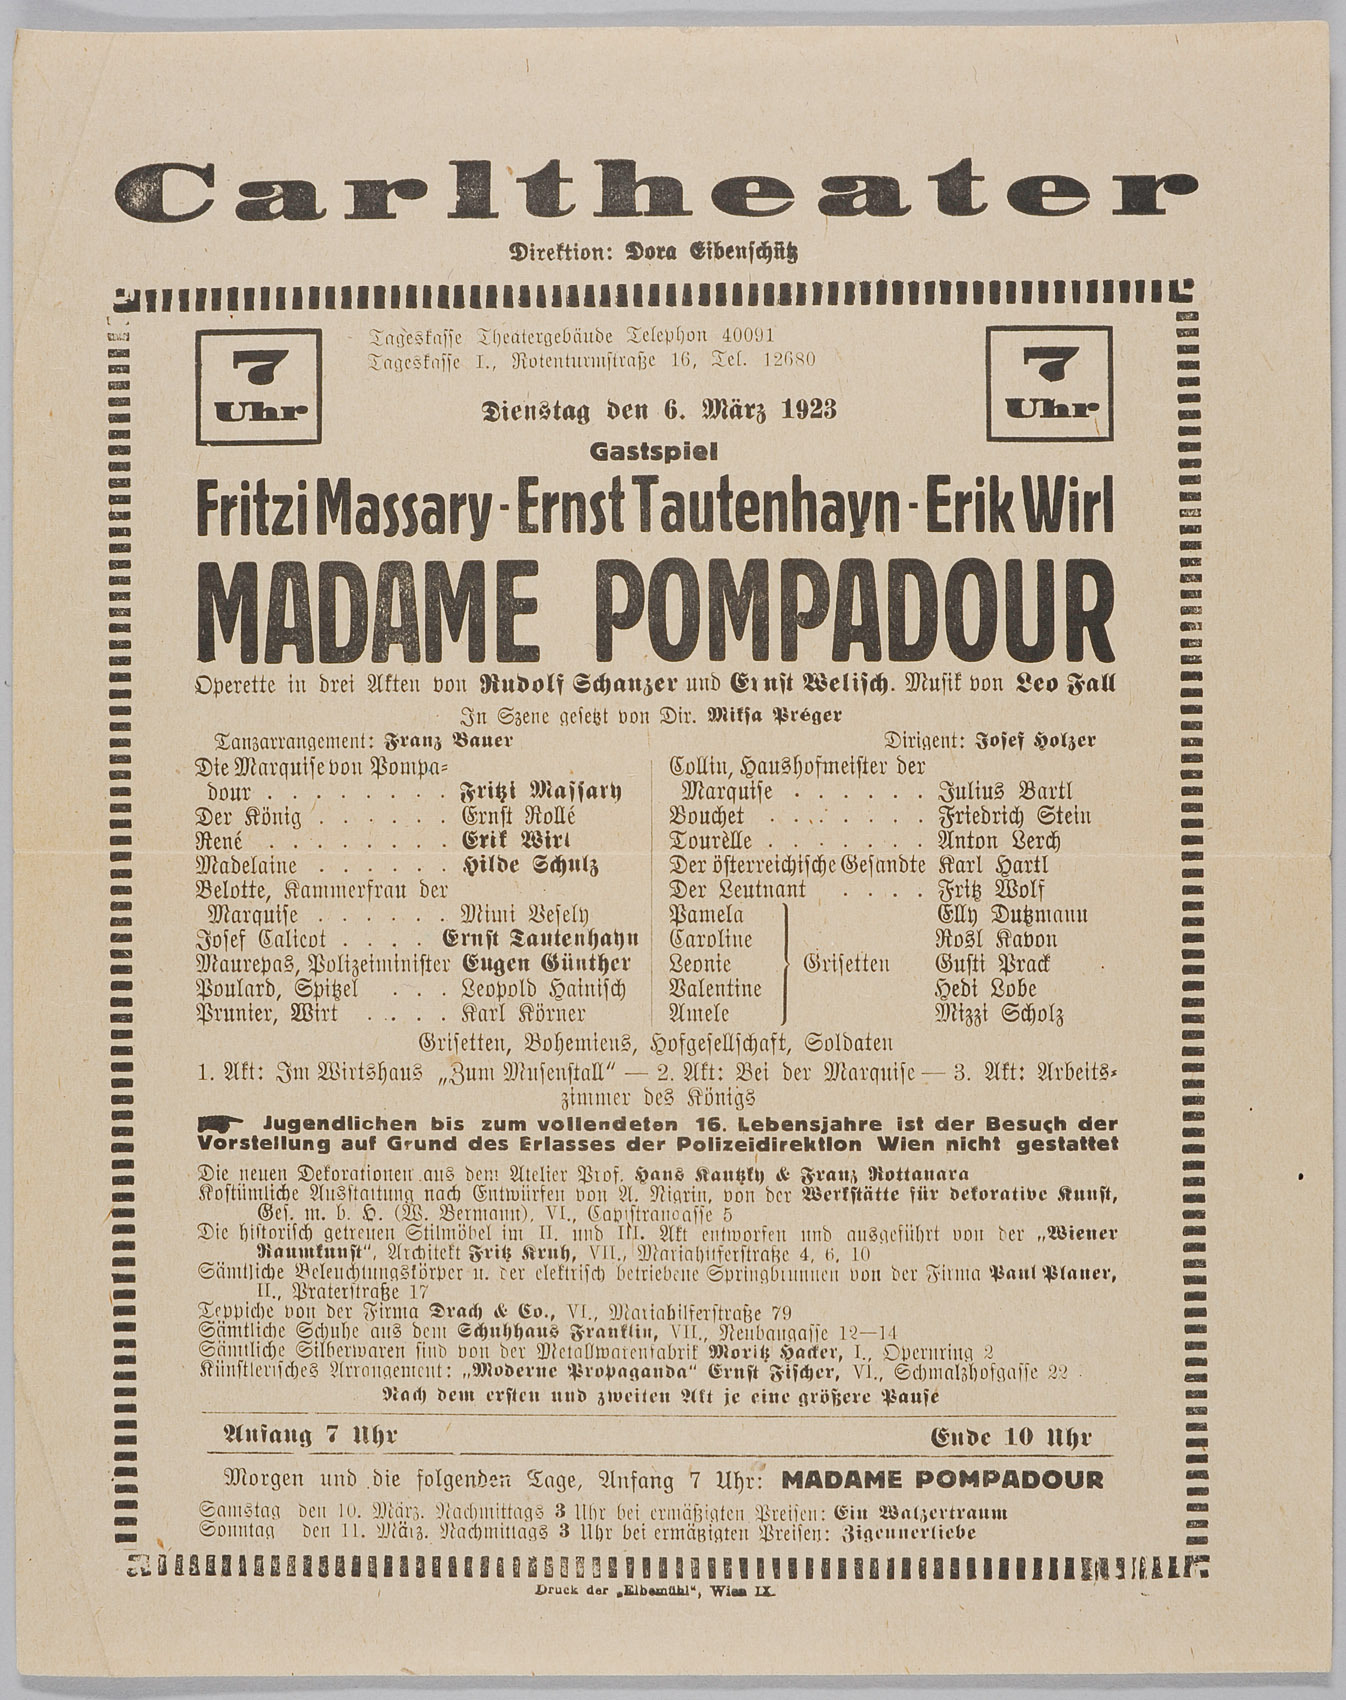 Carltheater
Direktion: Dora Eibenschütz
7 Uhr
Tageskasse Theatergebäude Telephon 40091
Tageskasse I., Rotenturmstraße 16, Tel. 12680
7 Uhr
Dienstag den 6. März 1923
Gastspiel
Fritzi Massary - Ernst Tautenhayn - Erik Wirl
MADAME POMPADOUR
Operette in drei Akten von Rudolf Schanzer und Ernst Welisch. Musik von Leo Fall
In Szene gesetzt von Dir. Miksa Préger
Tanzarrangement: Franz Bauer
Dirigent: Josef Holzer
Die Marquise von Pompa-
dour . . . . . . . . Fritzi Massary
Der König . . . . . . Ernst Rollé
René . . . . . . . . Erik Wirl
Madelaine . . . . . . Hilde Schulz
Belotte, Kammerfrau der
Marquise . . . . . . Mimi Vesely
Josef Calicot . . . . Ernst Tautenhayn
Maurepas, Polizeiminister Eugen Günther
Poulard, Spitzel . . . Leopold Hainisch
Prunier, Wirt . . . . Karl Körner
Collin, Haushofmeister der
Marquise . . . . . . Julius Bartl
Bouchet . . . . . . . Friedrich Stein
Tourèlle . . . . . . . Anton Lerch
Der österreichische Gesandte Karl Hartl
Der Leutnant . . . . Fritz Wolf
Pamela Elly Dutzmann
Caroline Rosl Kavon
Leonie Grisetten Gusti Prack
Valentine Hedi Lobe
Amele Mizzi Scholz
Grisetten, Bohemiens, Hofgesellschaft, Soldaten
1. Akt: Im Wirtshaus „Zum Musenstall“ — 2. Akt: Bei der Marquise — 3. Akt: Arbeits-
zimmer des Königs
Jugendlichen bis zum vollendeten 16. Lebensjahre ist der Besuch der
Vorstellung auf Grund des Erlasses der Polizeidirektion Wien nicht gestattet
Die neuen Dekorationen aus dem Atelier Prof. Hans Kautzky & Franz Rottanara
Kostümliche Ausstattung nach Entwürfen von A. Nigrin, von der Werkstätte für dekorative Kunst,
Ges. m. b. H. (W. Bermann), VI., Capistrangasse 5
Die historisch getreuen Stilmöbel im II. und III. Akt entworfen und ausgeführt von der „Wiener
Raumkunst“, Architekt Fritz Kruh, VII., Mariahilferstraße 4, 6, 10
Sämtliche Beleuchtungskörper u. der elektrisch betriebene Springbrunnen von der Firma Paul Planer,
II., Praterstraße 17
Teppiche von der Firma Drach & Co., VI., Mariahilferstraße 79
Sämtliche Schuhe aus dem Schuhhaus Franklin, VII., Neubaugasse 12—14
Sämtliche Silberwaren sind von der Metallwarenfabrik Moritz Hacker, I., Opernring 2
Künstlerisches Arrangement: „Moderne Propaganda“ Ernst Fischer, VI., Schmalzhofgasse 22
Nach dem ersten und zweiten Akt je eine größere Pause
Anfang 7 Uhr
Ende 10 Uhr
Morgen und die folgenden Tage, Anfang 7 Uhr: MADAME POMPADOUR
Samstag den 10. März. Nachmittags 3 Uhr bei ermäßigten Preisen: Ein Walzertraum
Sonntag den 11. März. Nachmittags 3 Uhr bei ermäßigten Preisen: Zigeunerliebe
Druck der „Elbemühl“, Wien IX.